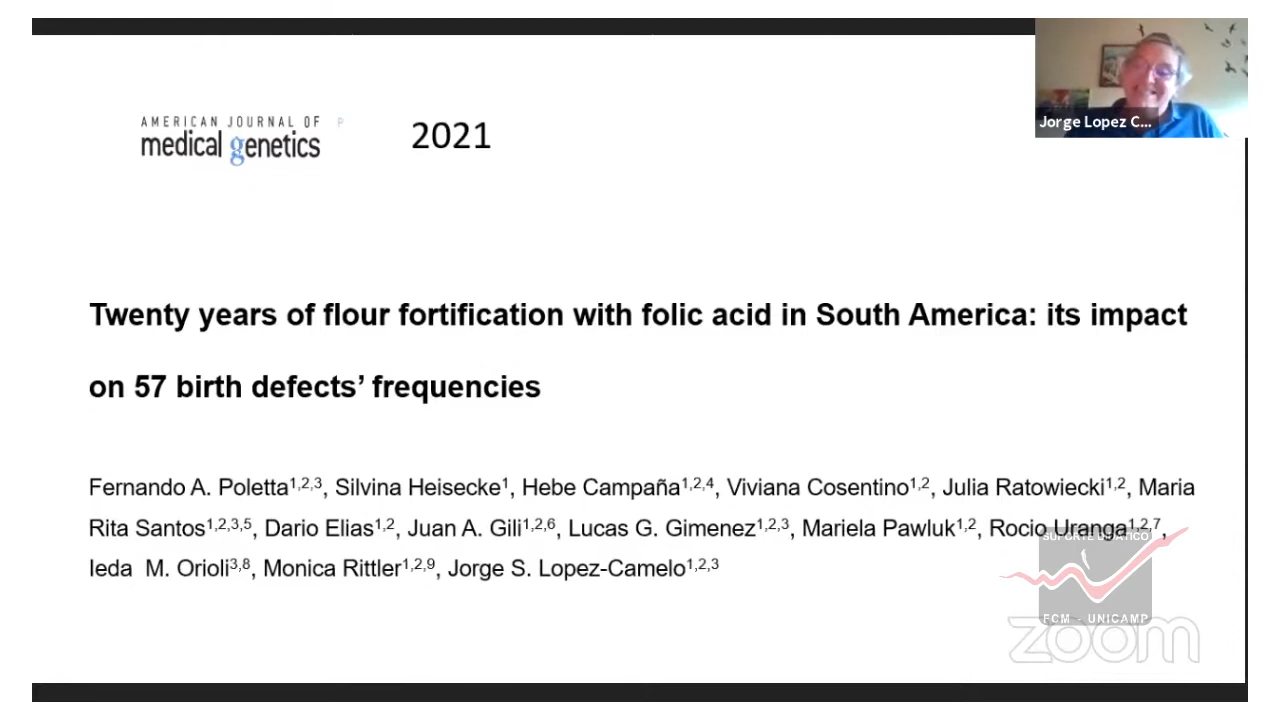 AMERICAN JOURNAL OF P
medical genetics
2021
Jorge Lopez C...
Twenty years of flour fortification with folic acid in South America: its impact
on 57 birth defects’ frequencies
Fernando A. Poletta1,2,3, Silvina Heisecke1, Hebe Campaña1,2,4, Viviana Cosentino1,2, Julia Ratowiecki1,2, Maria
Rita Santos1,2,3,5, Dario Elias1,2, Juan A. Gili1,2,6, Lucas G. Gimenez1,2,3, Mariela Pawluk1,2, Rocio Uranga1,2,7,
Ieda M. Orioli3,8, Monica Rittler1,2,9, Jorge S. Lopez-Camelo1,2,3
SUPORTE DIDÁTICO
FCM - UNICAMP
zoom